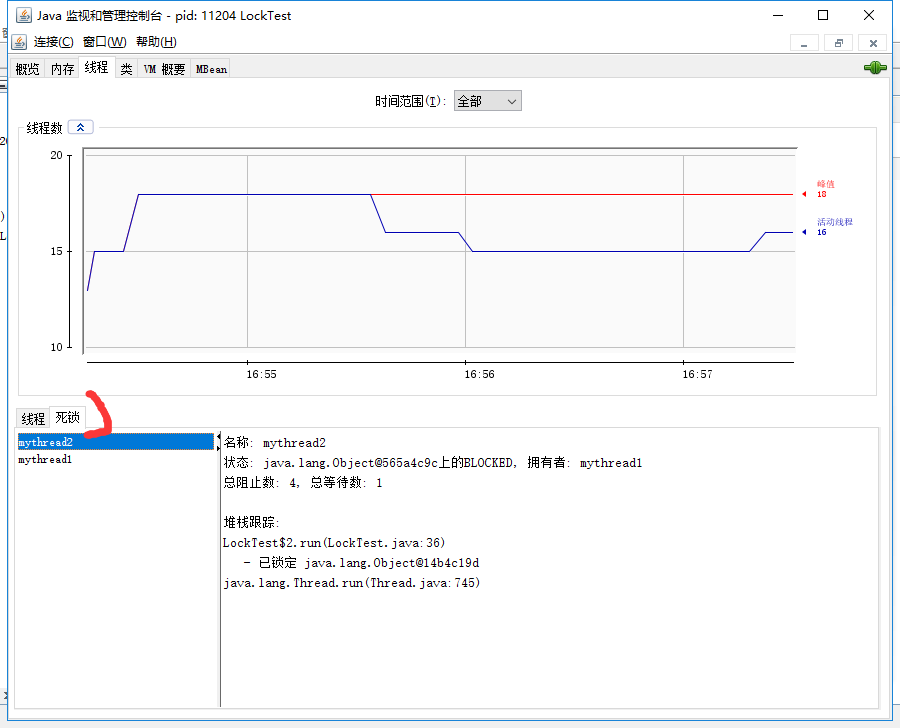 Java 监视和管理控制台 - pid: 11204 LockTest
连接(C) 窗口(W) 帮助(H)
概览 内存 线程 类 VM 概要 MBean
时间范围(T): 全部
线程数
20
15
10
峰值
18
活动线程
16
16:55 16:56 16:57
线程 死锁
mythread2
mythread1
名称: mythread2
状态: java.lang.Object@565a4c9c上的BLOCKED, 拥有者: mythread1
总阻止数: 4, 总等待数: 1
堆栈跟踪:
LockTest$2.run(LockTest.java:36)
- 已锁定 java.lang.Object@14b4c19d
java.lang.Thread.run(Thread.java:745)